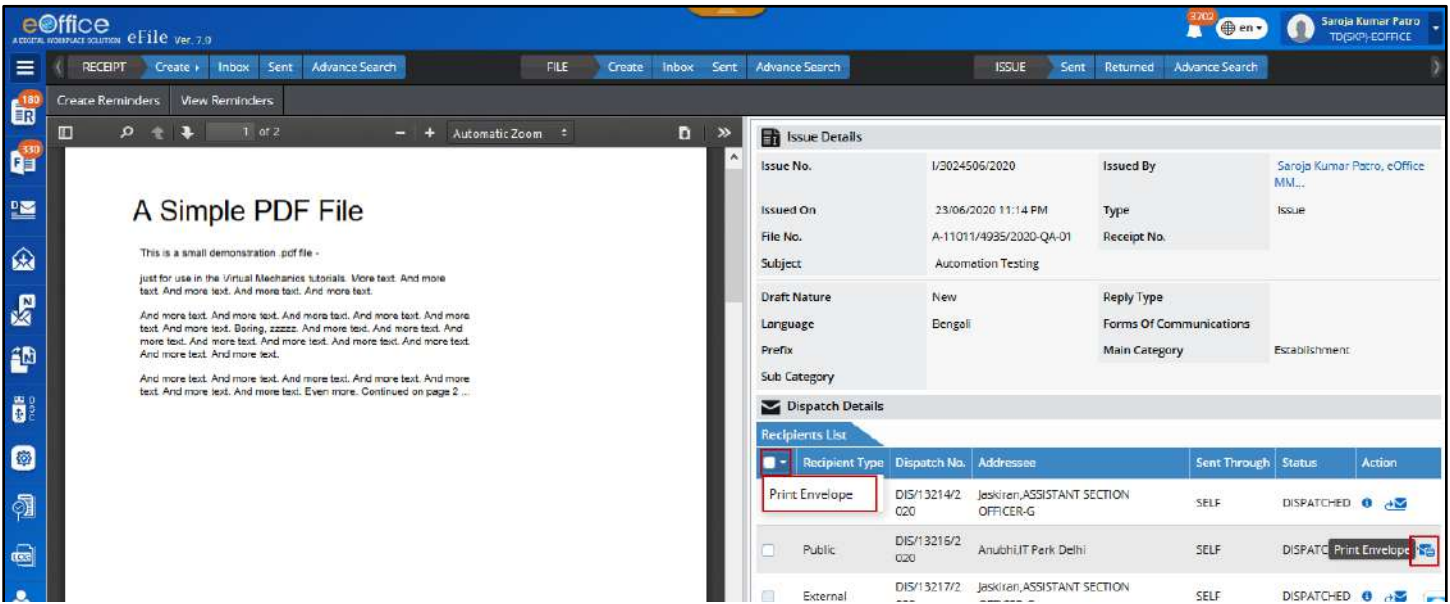 eOffice
A DIGITAL WORKPLACE SOLUTION eFile Ver. 7.0
3702
en
Saroja Kumar Patro
TD(SKP)-EOFFICE
RECEIPT Create Inbox Sent Advance Search FILE Create Inbox Sent Advance Search ISSUE Sent Returned Advance Search
Create Reminders View Reminders
180
R
330
F
D
N
N
LOG
1 of 2 Automatic Zoom
A Simple PDF File
This is a small demonstration .pdf file -
just for use in the Virtual Mechanics tutorials. More text. And more
text. And more text. And more text. And more text.
And more text. And more text. And more text. And more text. And more
text. And more text. Boring, zzzzz. And more text. And more text. And
more text. And more text. And more text. And more text. And more text.
And more text. And more text.
And more text. And more text. And more text. And more text. And more
text. And more text. And more text. Even more. Continued on page 2 ...
Issue Details
Issue No. I/3024506/2020 Issued By Saroja Kumar Patro, eOffice
MM...
Issued On 23/06/2020 11:14 PM Type Issue
File No. A-11011/4935/2020-QA-01 Receipt No.
Subject Automation Testing
Draft Nature New Reply Type
Language Bengali Forms Of Communications
Prefix Main Category Establishment
Sub Category
Dispatch Details
Recipients List
Recipient Type Dispatch No. Addressee Sent Through Status Action
Print Envelope DIS/13214/2 Jaskiran,ASSISTANT SECTION SELF DISPATCHED
020 OFFICER-G
Public DIS/13216/2 Anubhi,IT Park Delhi SELF DISPATC Print Envelope
020
External DIS/13217/2 Jaskiran,ASSISTANT SECTION SELF DISPATCHED